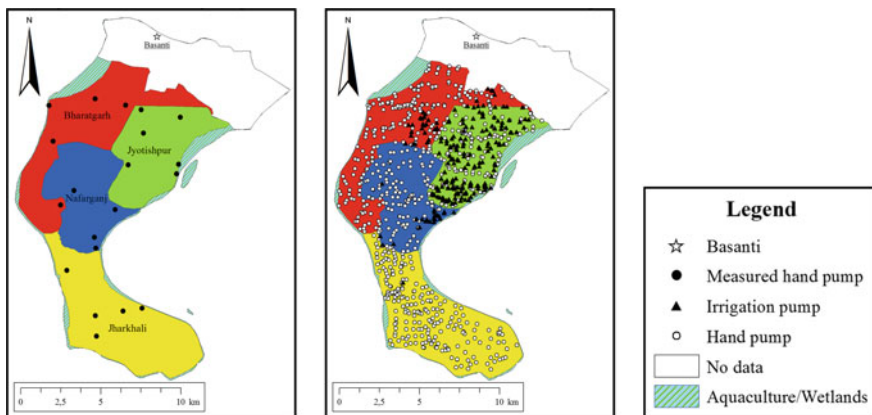 N
Basanti
Bharatgarh
Jyotishpur
Nafarganj
Jharkhali
0 2,5 5 10 km
N
Basanti
0 2,5 5 10 km
Legend
Basanti
Measured hand pump
Irrigation pump
Hand pump
No data
Aquaculture/Wetlands